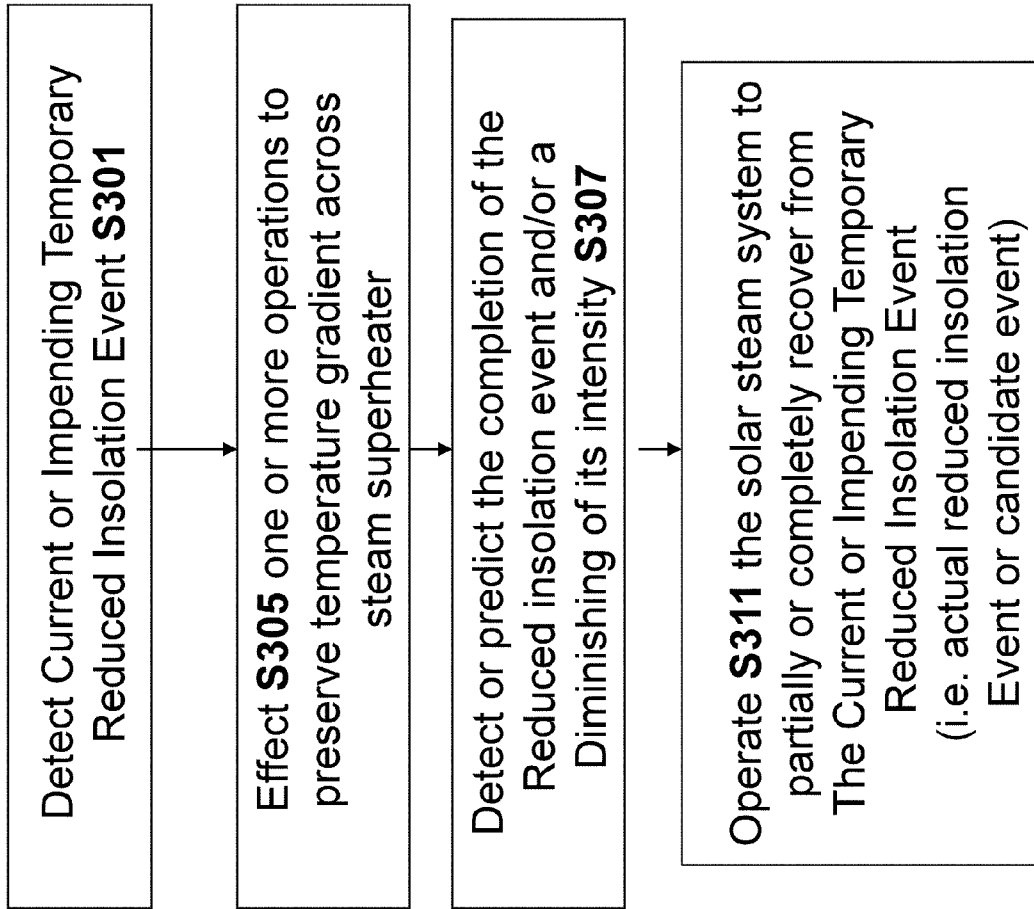 Detect Current or Impending Temporary
Reduced Insolation Event S301
Effect S305 one or more operations to
preserve temperature gradient across
steam superheater
Detect or predict the completion of the
Reduced insolation event and/or a
Diminishing of its intensity S307
Operate S311 the solar steam system to
partially or completely recover from
The Current or Impending Temporary
Reduced Insolation Event
(i.e. actual reduced insolation
Event or candidate event)